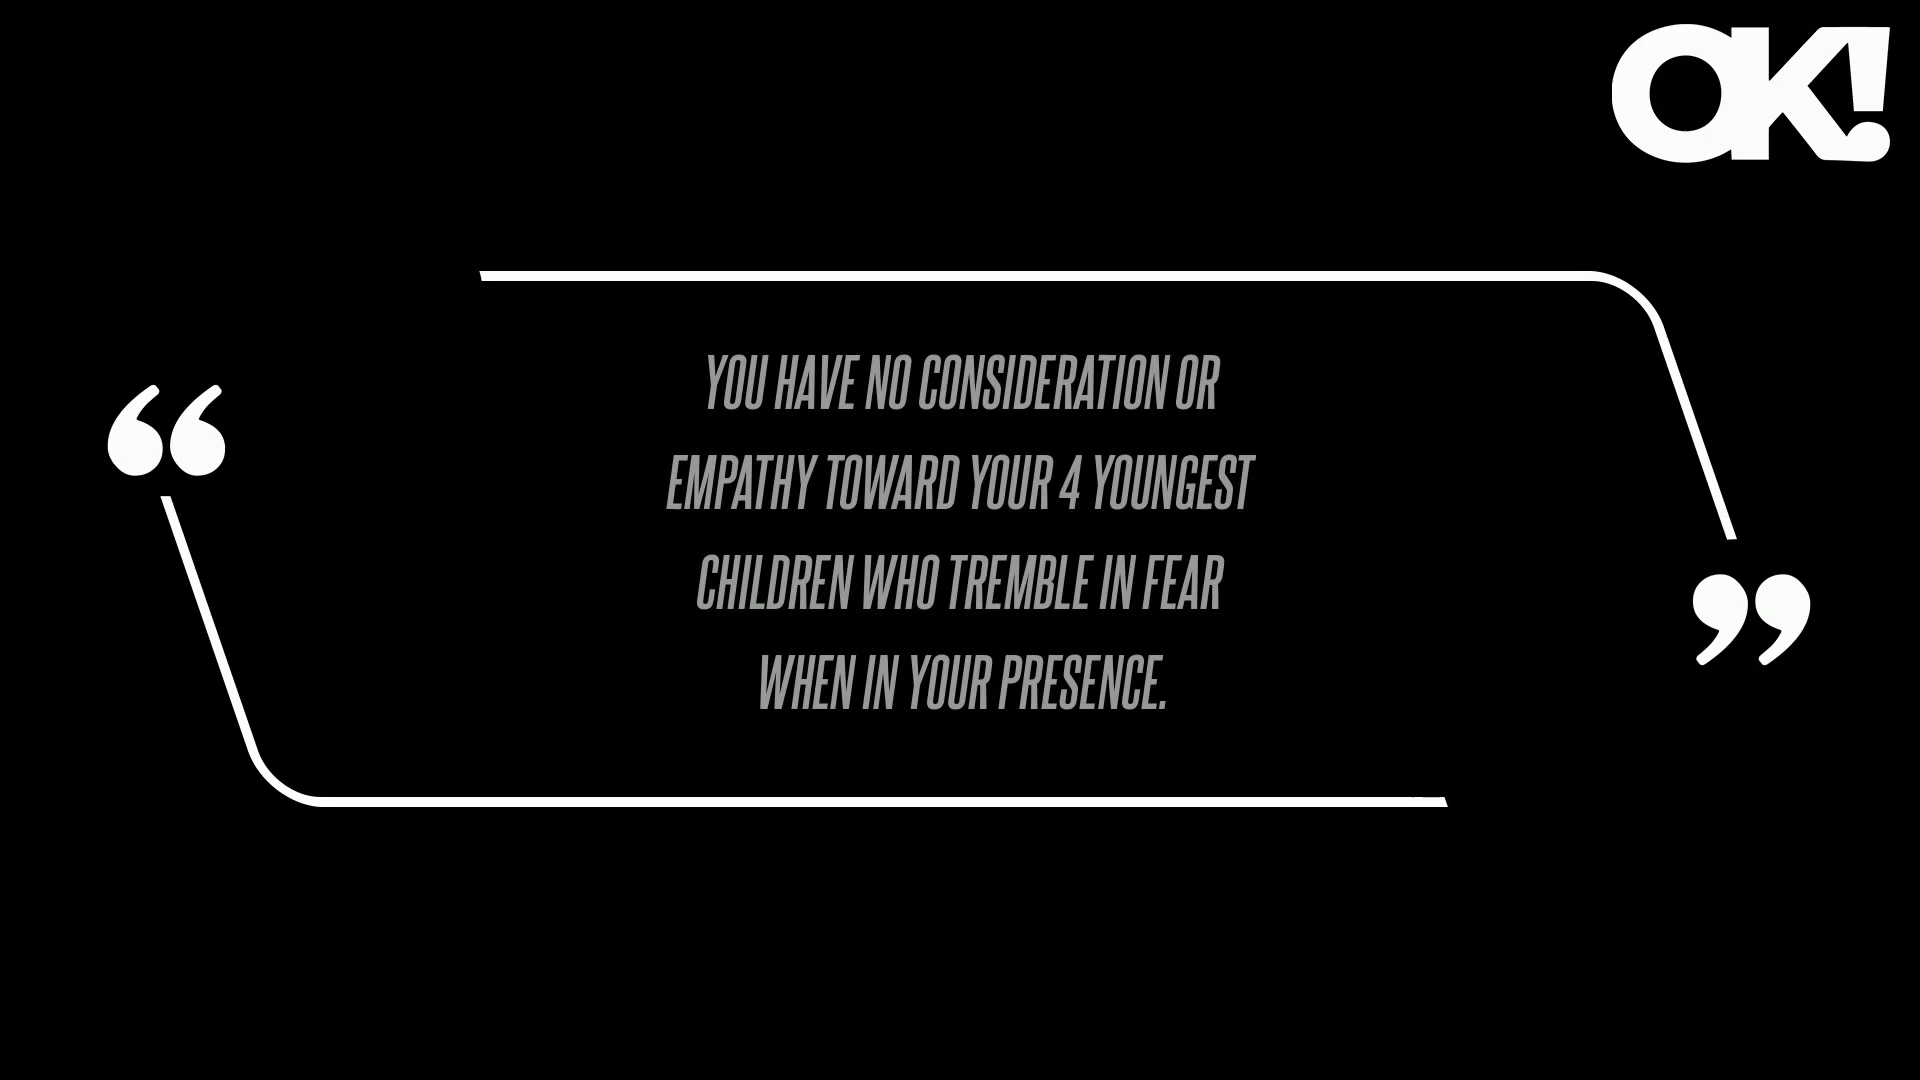 OK!
“
YOU HAVE NO CONSIDERATION OR
EMPATHY TOWARD YOUR 4 YOUNGEST
CHILDREN WHO TREMBLE IN FEAR
WHEN IN YOUR PRESENCE.
”